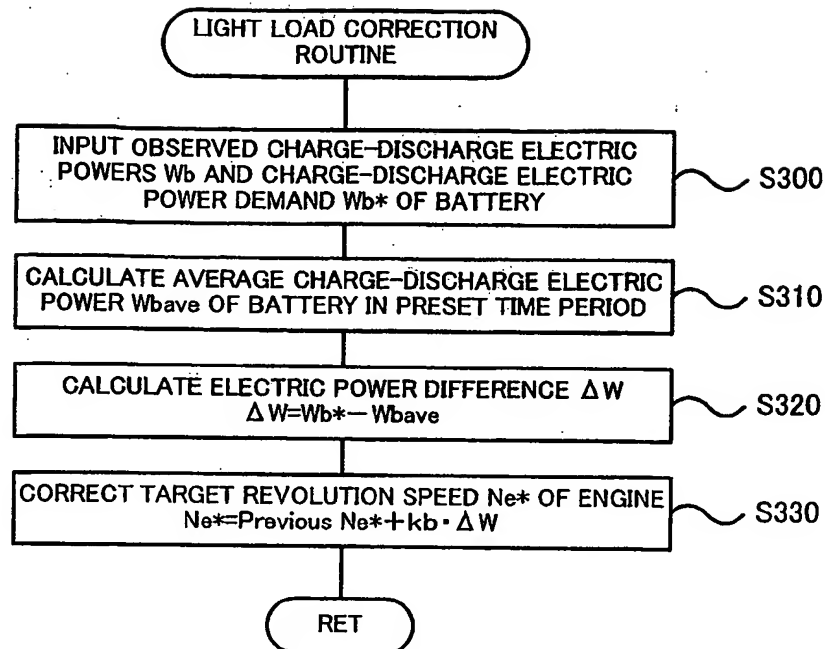 LIGHT LOAD CORRECTION
ROUTINE
INPUT OBSERVED CHARGE-DISCHARGE ELECTRIC
POWERS Wb AND CHARGE-DISCHARGE ELECTRIC
POWER DEMAND Wb* OF BATTERY
S300
CALCULATE AVERAGE CHARGE-DISCHARGE ELECTRIC
POWER Wbave OF BATTERY IN PRESET TIME PERIOD
S310
CALCULATE ELECTRIC POWER DIFFERENCE ΔW
ΔW=Wb*-Wbave
S320
CORRECT TARGET REVOLUTION SPEED Ne* OF ENGINE
Ne*=Previous Ne*+kb·ΔW
S330
RET